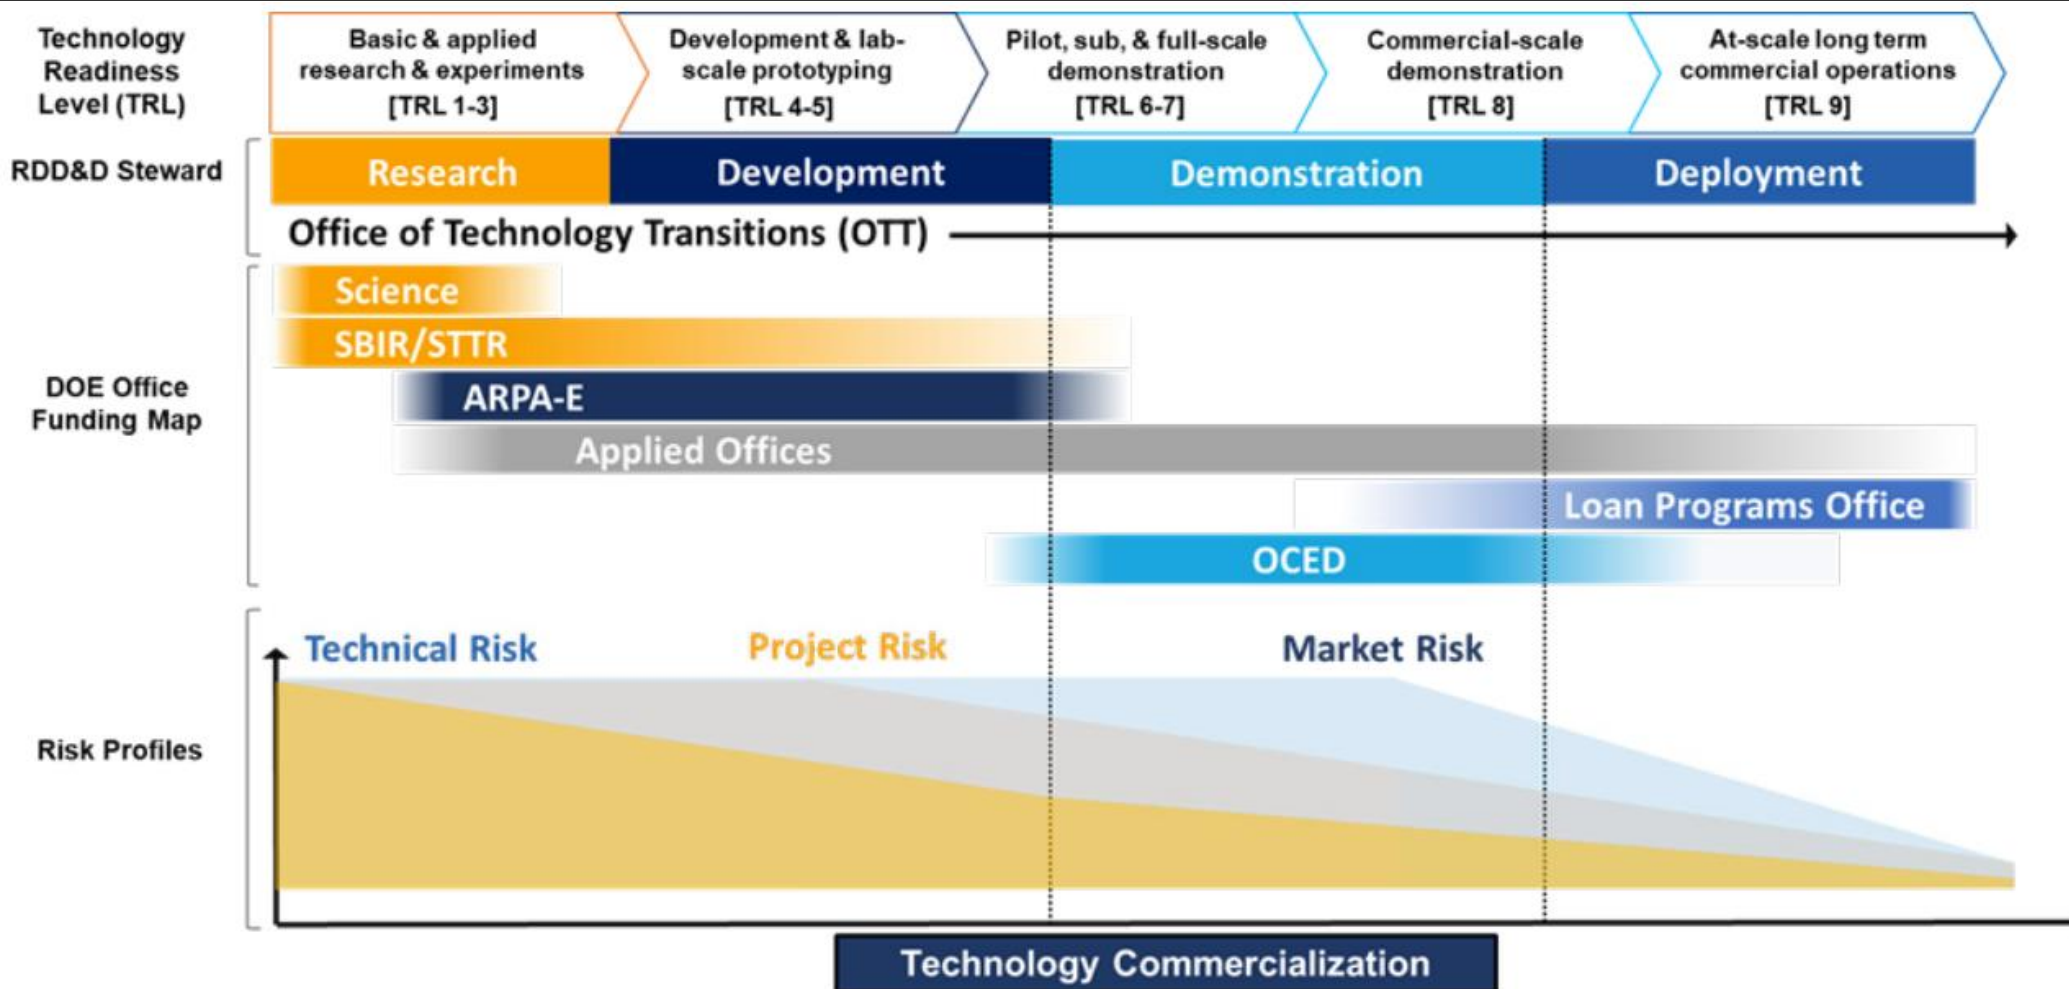 Technology
Readiness
Level (TRL)
Basic & applied
research & experiments
[TRL 1-3]
Development & lab-
scale prototyping
[TRL 4-5]
Pilot, sub, & full-scale
demonstration
[TRL 6-7]
Commercial-scale
demonstration
[TRL 8]
At-scale long term
commercial operations
[TRL 9]
RDD&D Steward
Research
Development
Demonstration
Deployment
Office of Technology Transitions (OTT)
DOE Office
Funding Map
Science
SBIR/STTR
ARPA-E
Applied Offices
Loan Programs Office
OCED
Risk Profiles
Technical Risk
Project Risk
Market Risk
Technology Commercialization